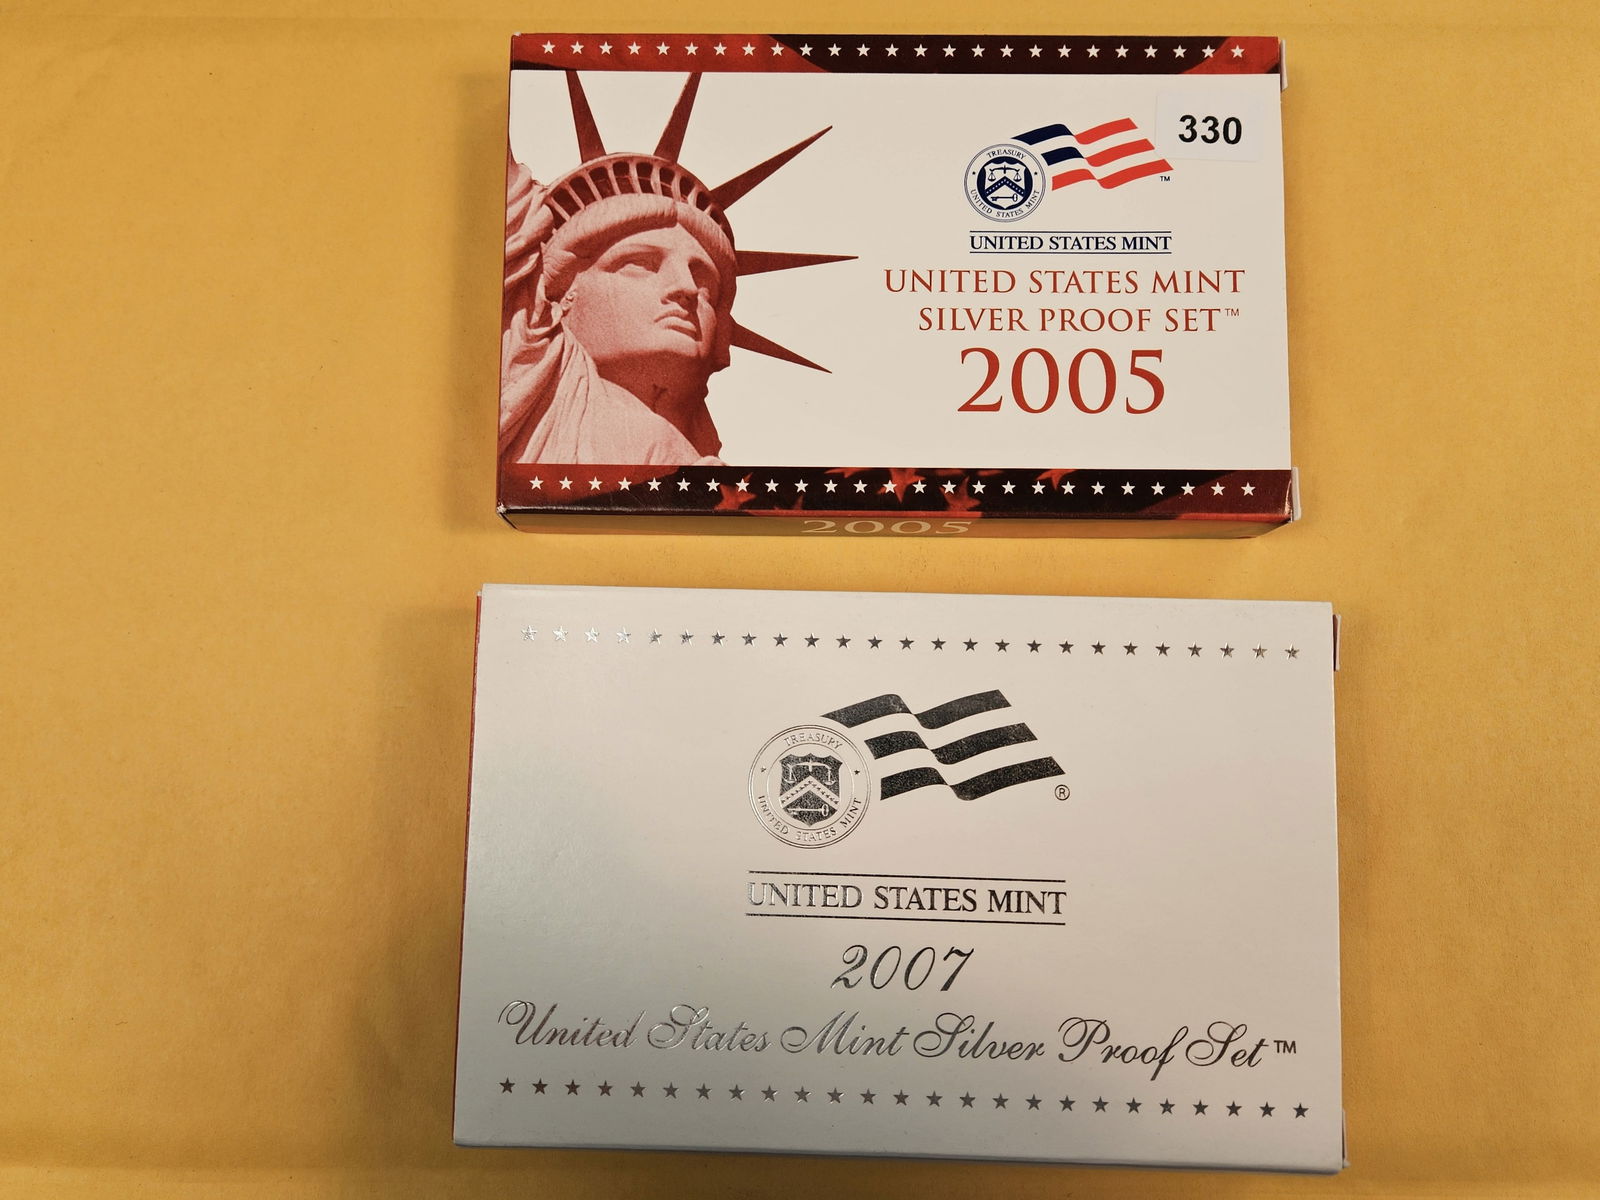 330
TREASURY
UNITED STATES MINT
TM
UNITED STATES MINT
UNITED STATES MINT
SILVER PROOF SET™
2005
2005
TREASURY
UNITED STATES MINT
®
UNITED STATES MINT
2007
United States Mint Silver Proof Set™